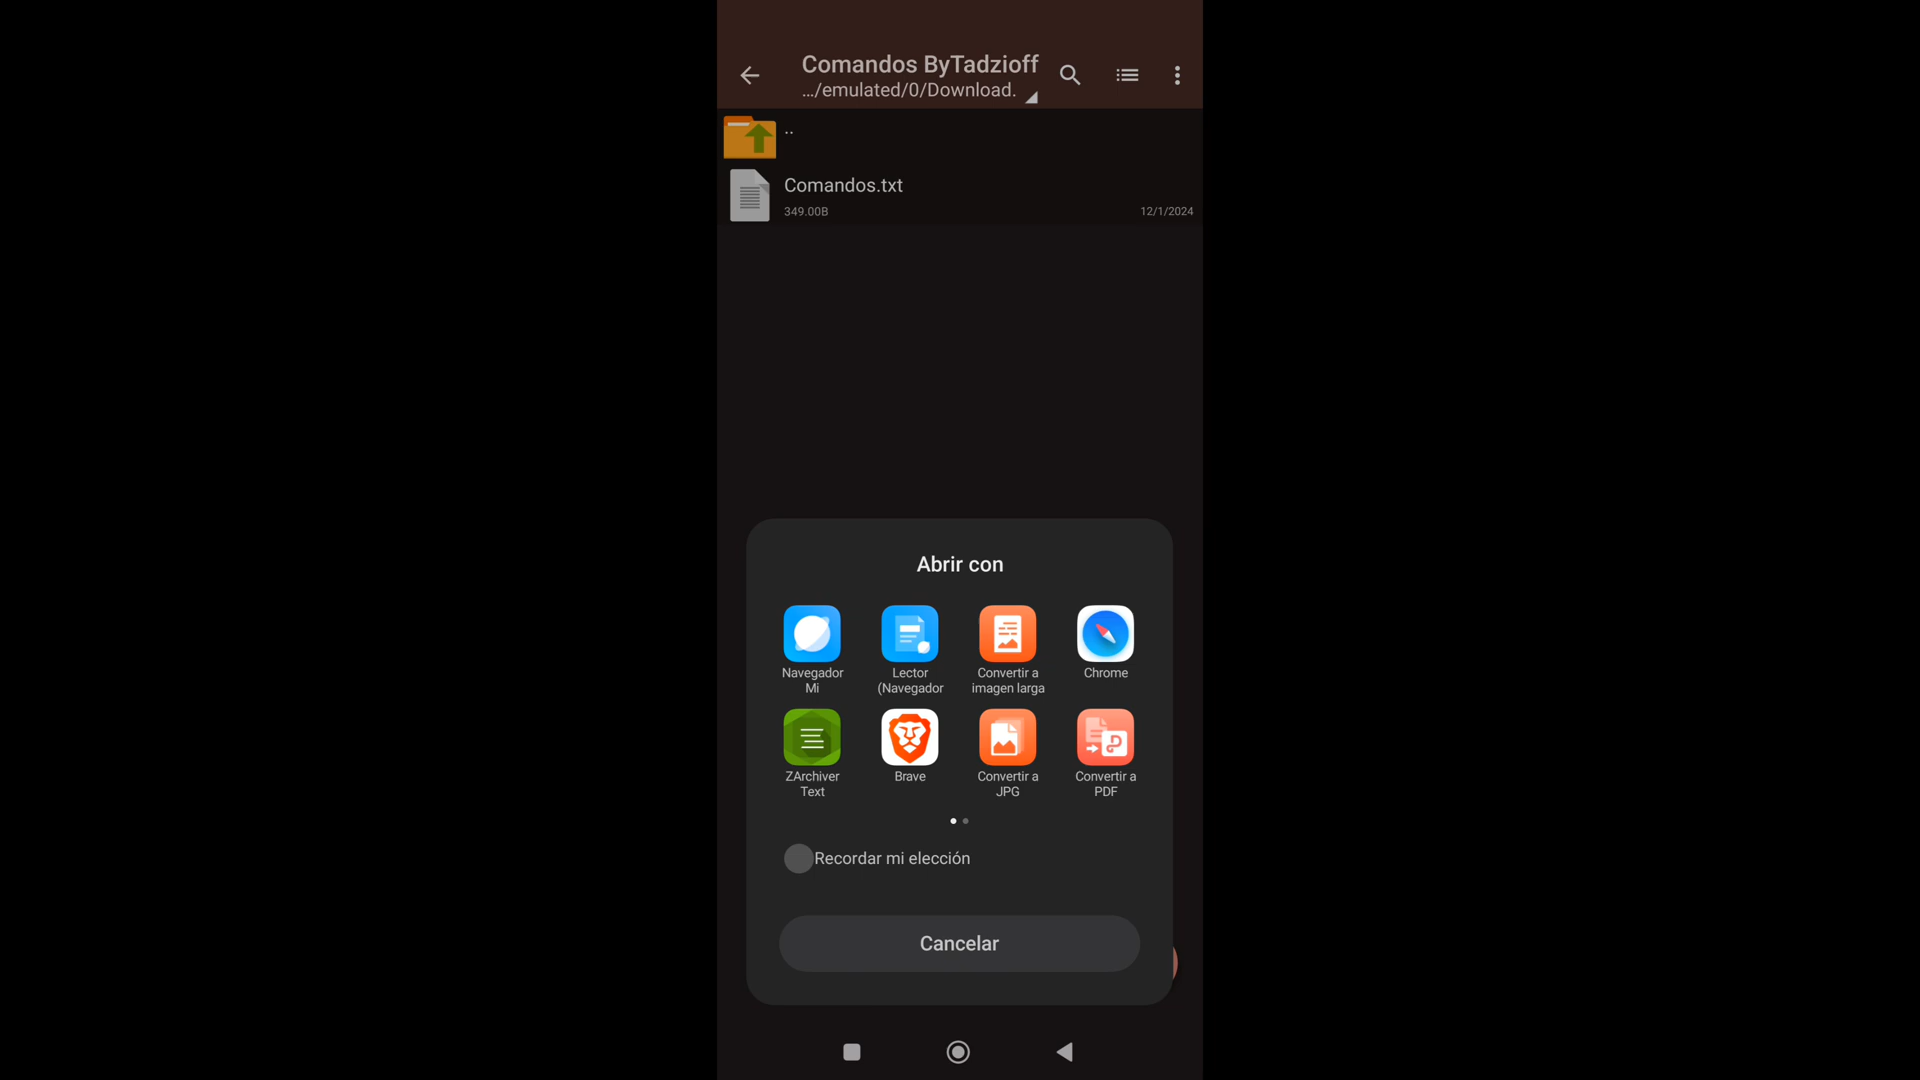 Comandos ByTadzioff
.../emulated/0/Download.
..
Comandos.txt
349.00B
12/1/2024
Abrir con
Navegador
Mi
Lector
(Navegador
Convertir a
imagen larga
Chrome
ZArchiver
Text
Brave
Convertir a
JPG
Convertir a
PDF
Recordar mi elección
Cancelar